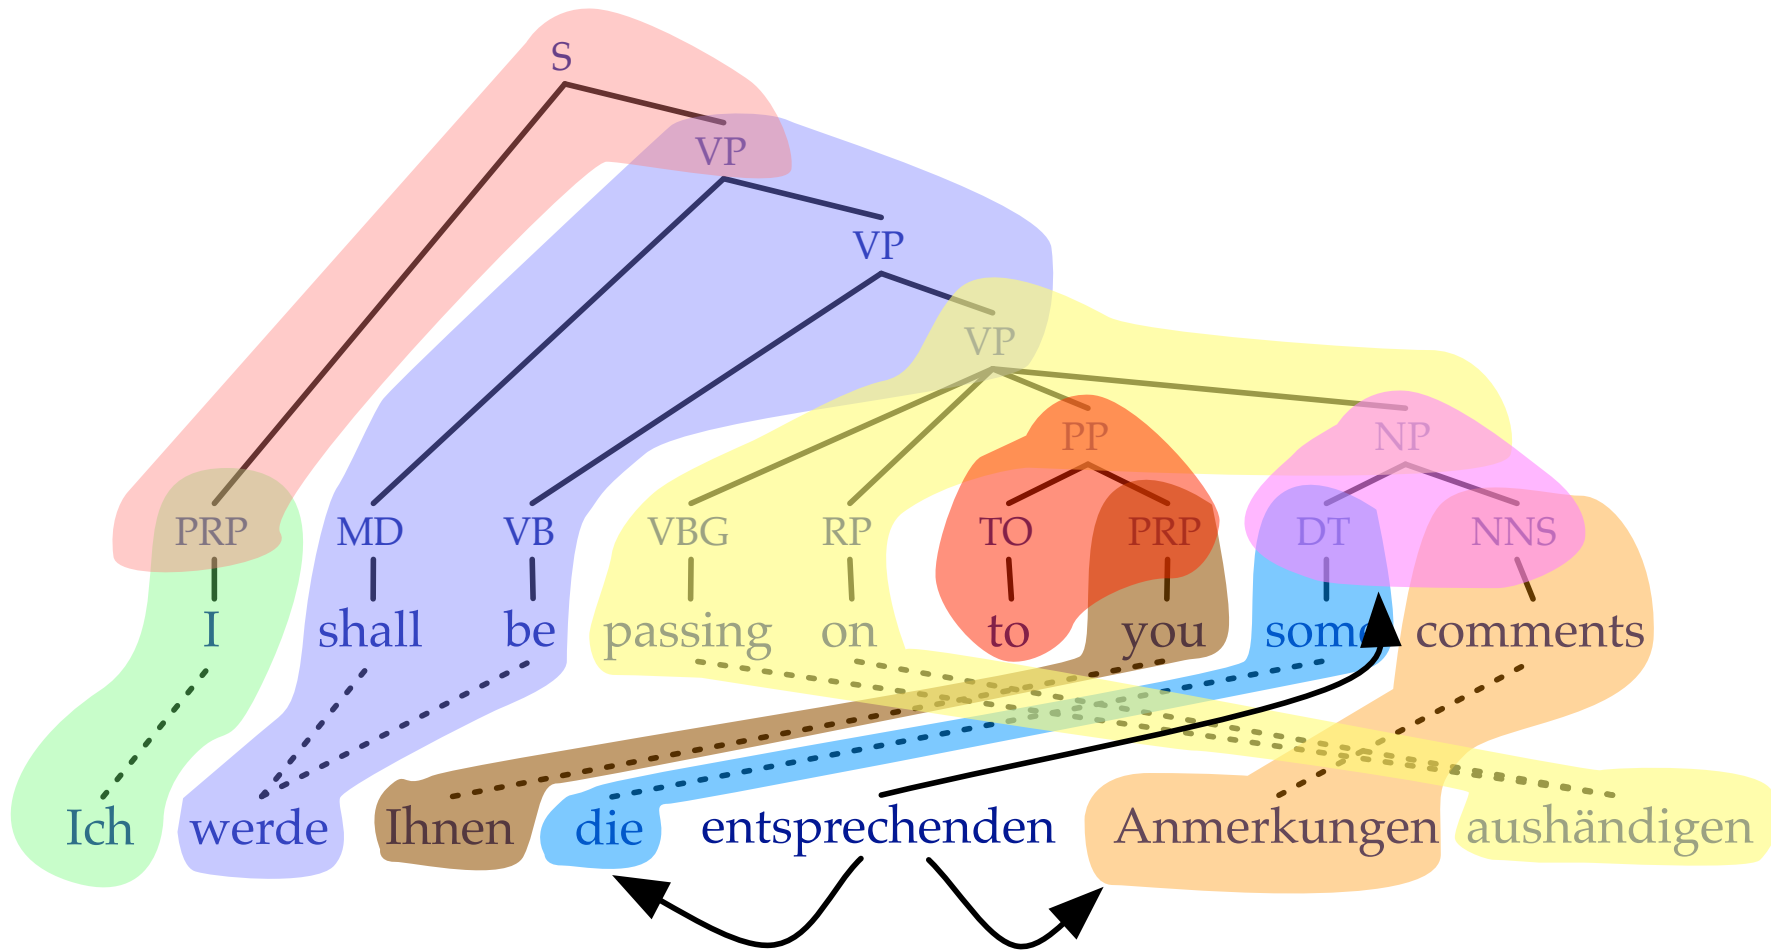 S
VP
VP
VP
PP NP
PRP MD VB VBG RP TO PRP DT NNS
I shall be passing on to you some comments
Ich werde Ihnen die entsprechenden Anmerkungen aushändigen